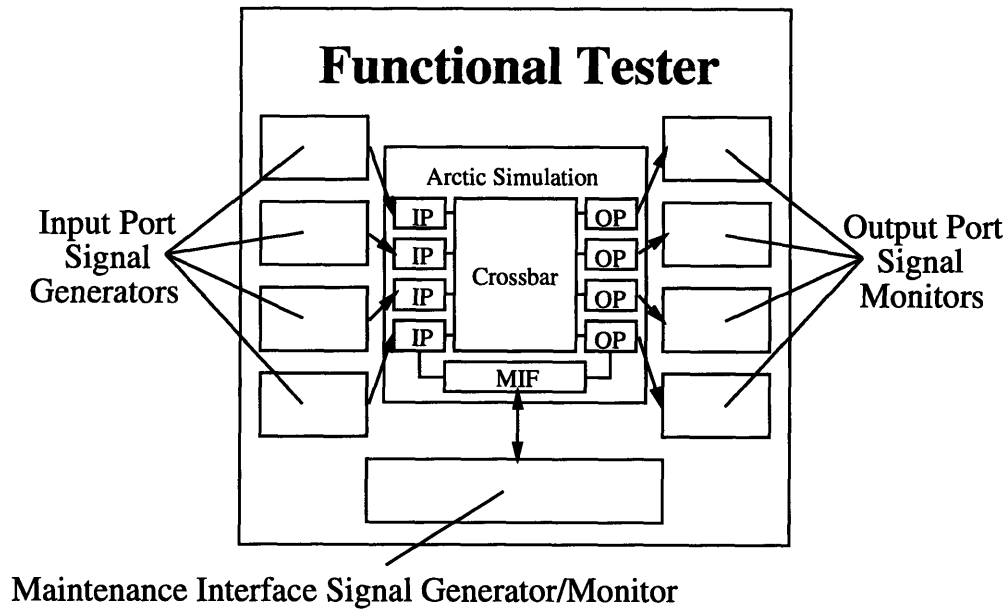 Functional Tester
Arctic Simulation
Input Port
Signal
Generators
IP
IP
IP
IP
Crossbar
OP
OP
OP
OP
MIF
Output Port
Signal
Monitors
Maintenance Interface Signal Generator/Monitor